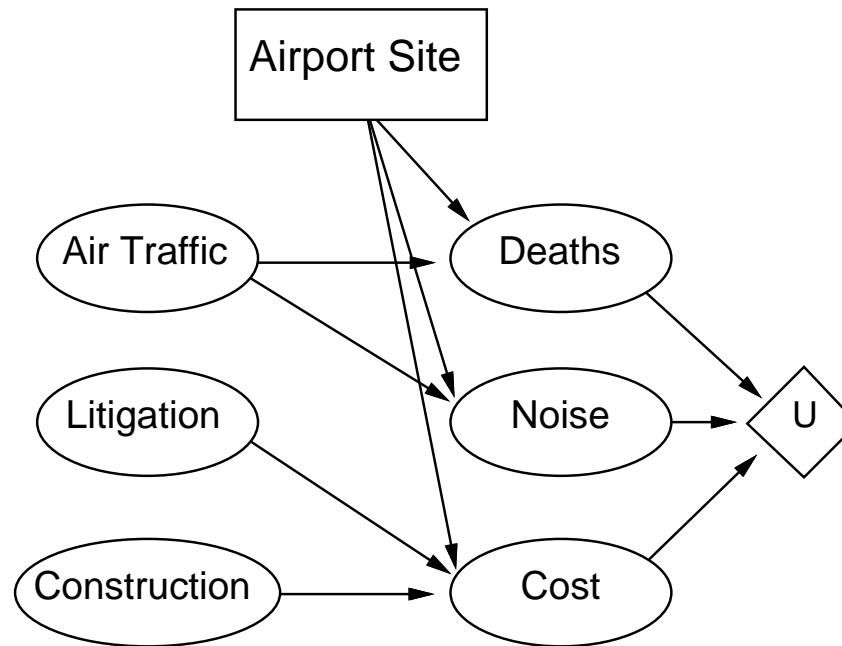 Airport Site
Air Traffic
Deaths
Litigation
Noise
U
Construction
Cost